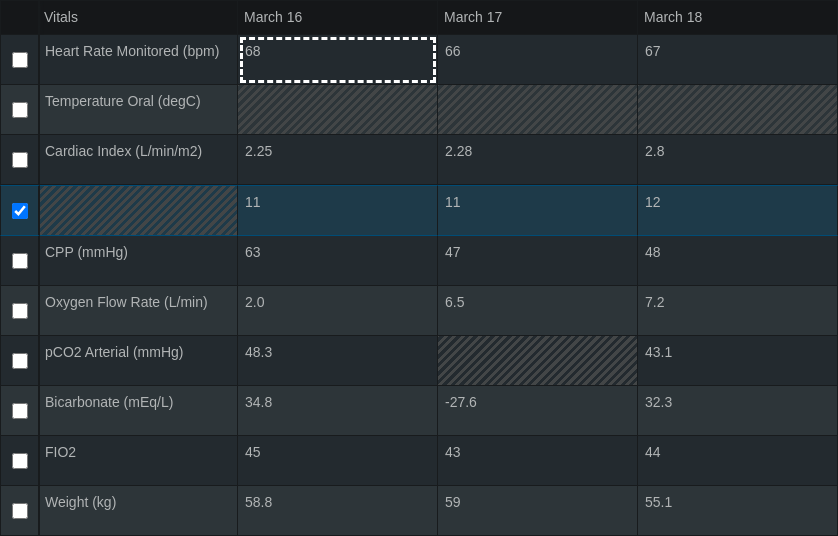 Vitals March 16 March 17 March 18
Heart Rate Monitored (bpm) 68 66 67
Temperature Oral (degC)
Cardiac Index (L/min/m2) 2.25 2.28 2.8
11 11 12
CPP (mmHg) 63 47 48
Oxygen Flow Rate (L/min) 2.0 6.5 7.2
pCO2 Arterial (mmHg) 48.3 43.1
Bicarbonate (mEq/L) 34.8 -27.6 32.3
FIO2 45 43 44
Weight (kg) 58.8 59 55.1